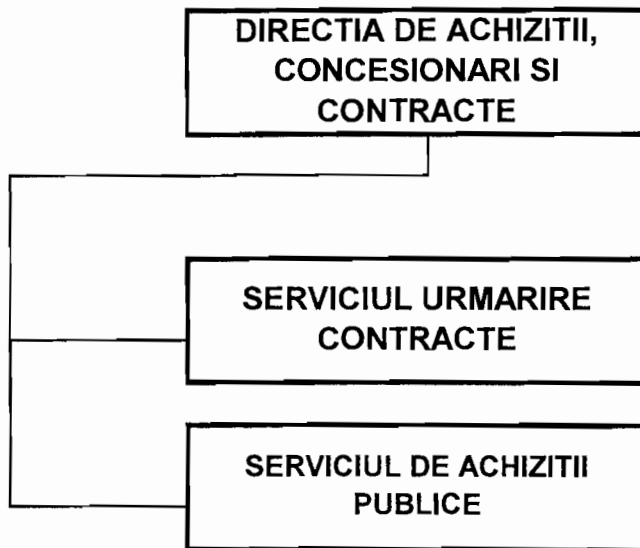 DIRECTIA DE ACHIZITII,
CONCESIONARI SI
CONTRACTE
SERVICIUL URMARIRE
CONTRACTE
SERVICIUL DE ACHIZITII
PUBLICE